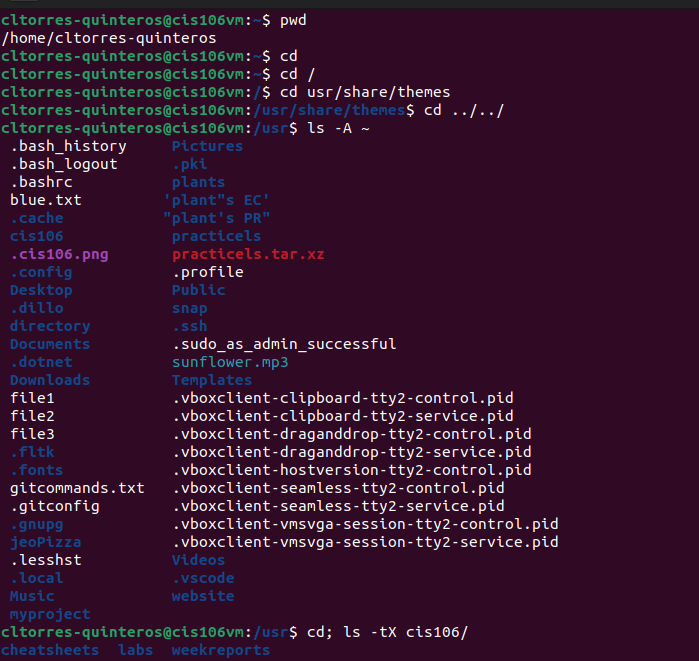 cltorres-quinteros@cis106vm:~$ pwd
/home/cltorres-quinteros
cltorres-quinteros@cis106vm:~$ cd
cltorres-quinteros@cis106vm:~$ cd /
cltorres-quinteros@cis106vm:/$ cd usr/share/themes
cltorres-quinteros@cis106vm:/usr/share/themes$ cd ../../
cltorres-quinteros@cis106vm:/usr$ ls -A ~
.bash_history Pictures
.bash_logout .pki
.bashrc plants
blue.txt 'plant"s EC'
.cache "plant's PR"
cis106 practicels
.cis106.png practicels.tar.xz
.config .profile
Desktop Public
.dillo snap
directory .ssh
Documents .sudo_as_admin_successful
.dotnet sunflower.mp3
Downloads Templates
file1 .vboxclient-clipboard-tty2-control.pid
file2 .vboxclient-clipboard-tty2-service.pid
file3 .vboxclient-draganddrop-tty2-control.pid
.fltk .vboxclient-draganddrop-tty2-service.pid
.fonts .vboxclient-hostversion-tty2-control.pid
gitcommands.txt .vboxclient-seamless-tty2-control.pid
.gitconfig .vboxclient-seamless-tty2-service.pid
.gnupg .vboxclient-vmsvga-session-tty2-control.pid
jeoPizza .vboxclient-vmsvga-session-tty2-service.pid
.lesshst Videos
.local .vscode
Music website
myproject
cltorres-quinteros@cis106vm:/usr$ cd; ls -tX cis106/
cheatsheets labs weekreports